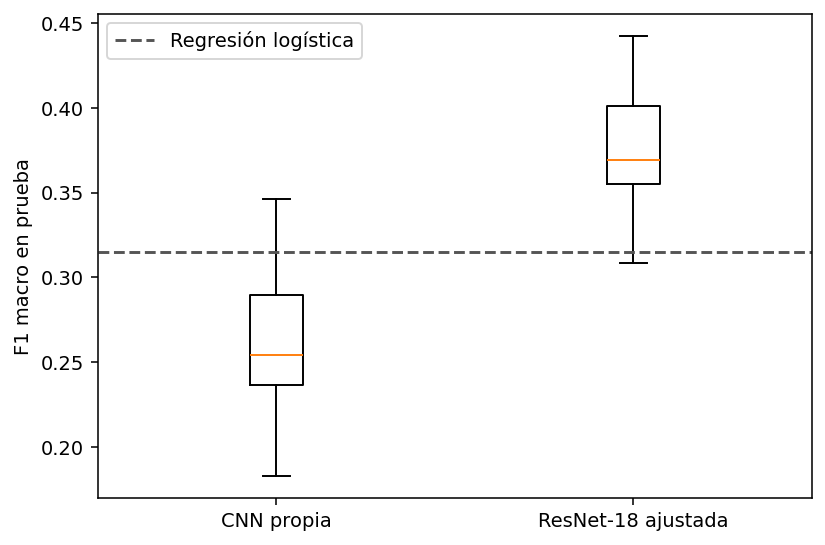 Regresión logística
F1 macro en prueba
0.45
0.40
0.35
0.30
0.25
0.20
CNN propia
ResNet-18 ajustada